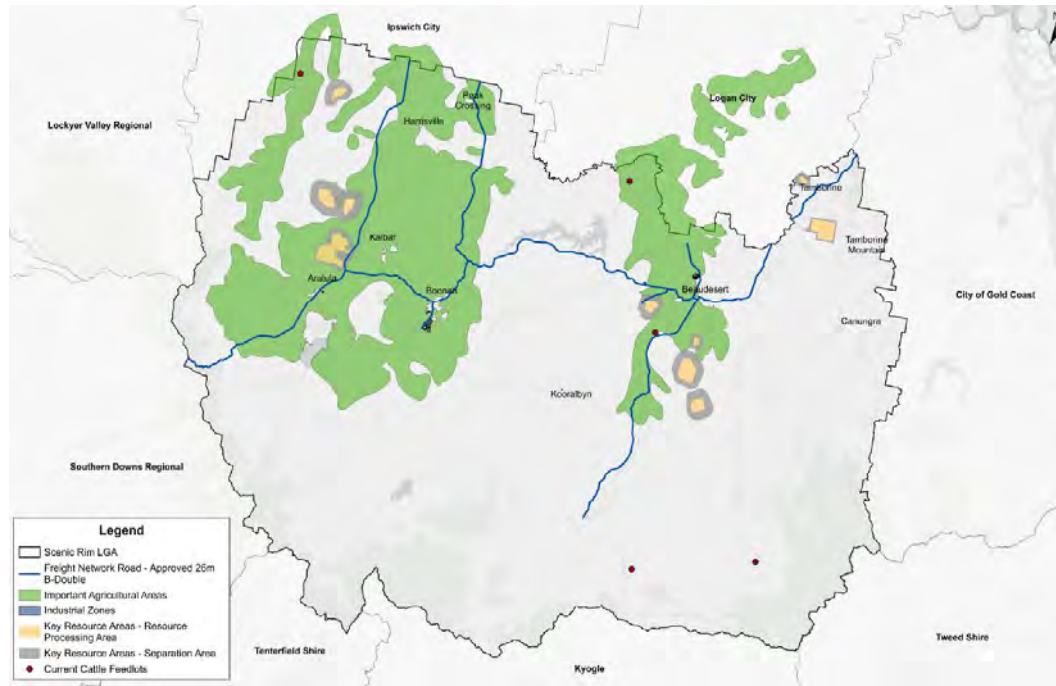 Ipswich City
N
Peak
Crossing
Harrisville
Logan City
Lockyer Valley Regional
Tamborine
Kalbar
Tamborine
Mountain
Aratula
Boonah
Beaudesert
City of Gold Coast
Canungra
Kooralbyn
Southern Downs Regional
Legend
Scenic Rim LGA
Freight Network Road - Approved 26m
B-Double
Important Agricultural Areas
Industrial Zones
Key Resource Areas - Resource
Processing Area
Key Resource Areas - Separation Area
Current Cattle Feedlots
Tenterfield Shire
Kyogle
Tweed Shire